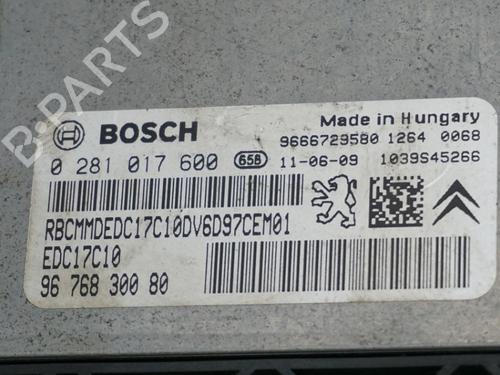 BOSCH
Made in Hungary
9666729580 1264 0068
0 281 017 600 658 11-06-09 1039S45266
RBCMMDEDC17C10DV6D97CEM01
EDC17C10
96 768 300 80
B-PARTS
B-PARTS